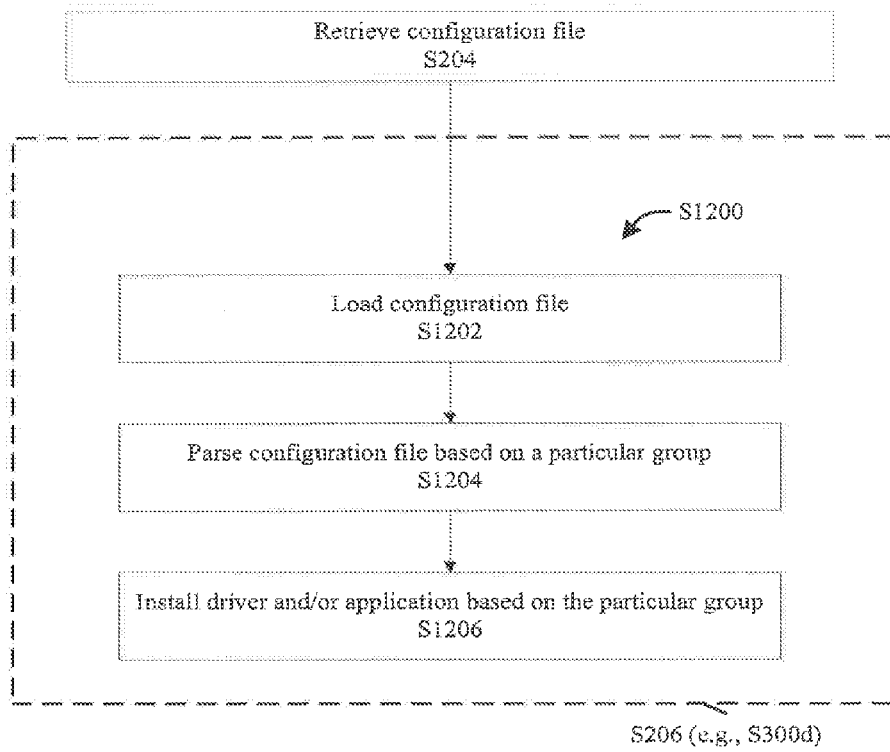 Retrieve configuration file
S204
S1200
Load configuration file
S1202
Parse configuration file based on a particular group
S1204
Install driver and/or application based on the particular group
S1206
S206 (e.g., S300d)